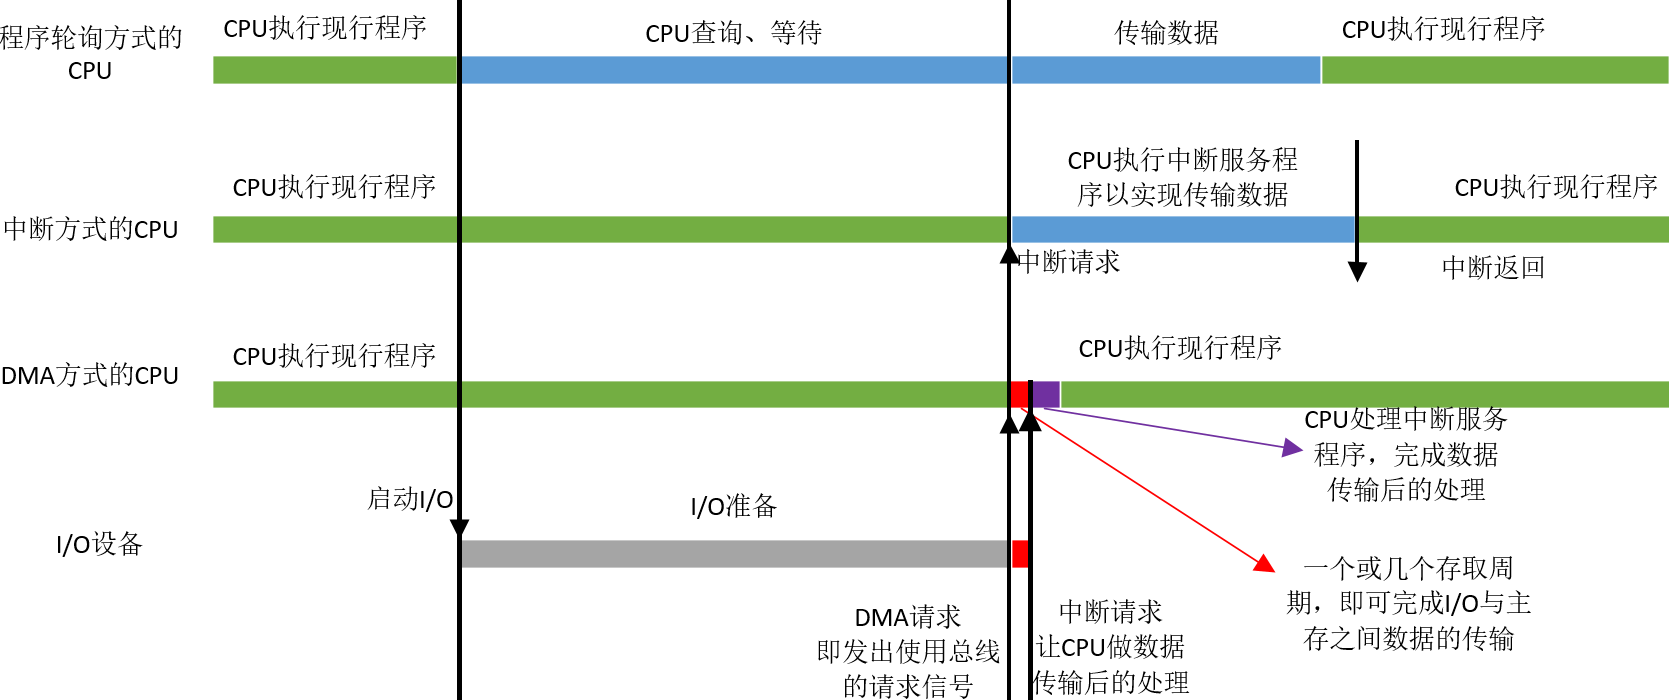 程序轮询方式的
CPU
CPU执行现行程序
CPU查询、等待
传输数据
CPU执行现行程序
中断方式的CPU
CPU执行现行程序
CPU执行中断服务程
序以实现传输数据
CPU执行现行程序
中断请求
中断返回
DMA方式的CPU
CPU执行现行程序
CPU执行现行程序
CPU处理中断服务
程序，完成数据
传输后的处理
启动I/O
I/O准备
I/O设备
一个或几个存取周
期，即可完成I/O与主
存之间数据的传输
DMA请求
即发出使用总线
的请求信号
中断请求
让CPU做数据
传输后的处理